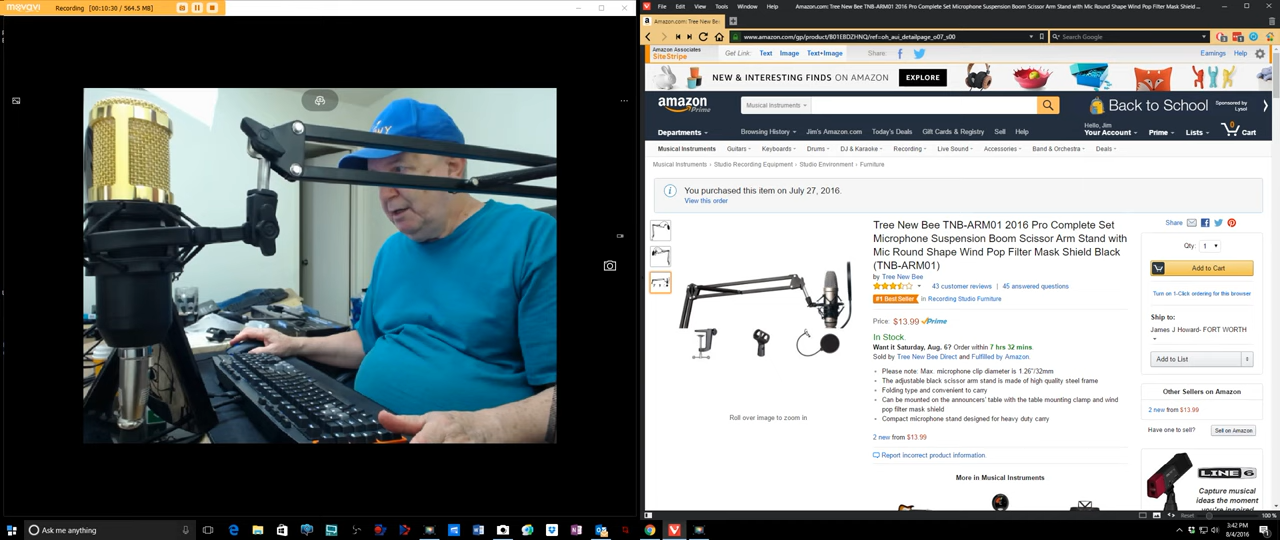 movavi Recording (00:10:30 / 564.5 MB)
File Edit View Tools Window Help Amazon.com: Tree New Bee TNB-ARM01 2016 Pro Complete Set Microphone Suspension Boom Scissor Arm Stand with Mic Round Shape Wind Pop Filter Mask Shield ...
Amazon.com: Tree New Be
www.amazon.com/gp/product/B01EBDZHNQ/ref=oh_aui_detailpage_o07_s00 Search Google
Amazon Associates
SiteStripe
Get Link: Text Image Text+Image Share: Earnings Help
NEW & INTERESTING FINDS ON AMAZON EXPLORE
amazon Prime Musical Instruments Back to School Sponsored by Lysol
Departments Browsing History Jim's Amazon.com Today's Deals Gift Cards & Registry Sell Help Hello, Jim Your Account Prime Lists 0 Cart
Musical Instruments Guitars Keyboards Drums DJ & Karaoke Recording Live Sound Accessories Band & Orchestra Deals
Musical Instruments › Studio Recording Equipment › Studio Environment › Furniture
You purchased this item on July 27, 2016.
View this order
Tree New Bee TNB-ARM01 2016 Pro Complete Set
Microphone Suspension Boom Scissor Arm Stand with
Mic Round Shape Wind Pop Filter Mask Shield Black
(TNB-ARM01)
by Tree New Bee
43 customer reviews | 45 answered questions
#1 Best Seller in Recording Studio Furniture
Price: $13.99 Prime
In Stock.
Want it Saturday, Aug. 6? Order within 7 hrs 32 mins.
Sold by Tree New Bee Direct and Fulfilled by Amazon.
• Please note: Max. microphone clip diameter is 1.26"/32mm
• The adjustable black scissor arm stand is made of high quality steel frame
• Folding type and convenient to carry
• Can be mounted on the announcers' table with the table mounting clamp and wind
pop filter mask shield
• Compact microphone stand designed for heavy duty carry
2 new from $13.99
Report incorrect product information
Roll over image to zoom in
More in Musical Instruments
Share
Qty: 1
Add to Cart
Turn on 1-Click ordering for this browser
Ship to:
James J Howard- FORT WORTH
Add to List
Other Sellers on Amazon
2 new from $13.99
Have one to sell? Sell on Amazon
LINE 6
Capture musical
ideas the moment
you're inspired
Reset 100 %
Ask me anything
3:42 PM
8/4/2016